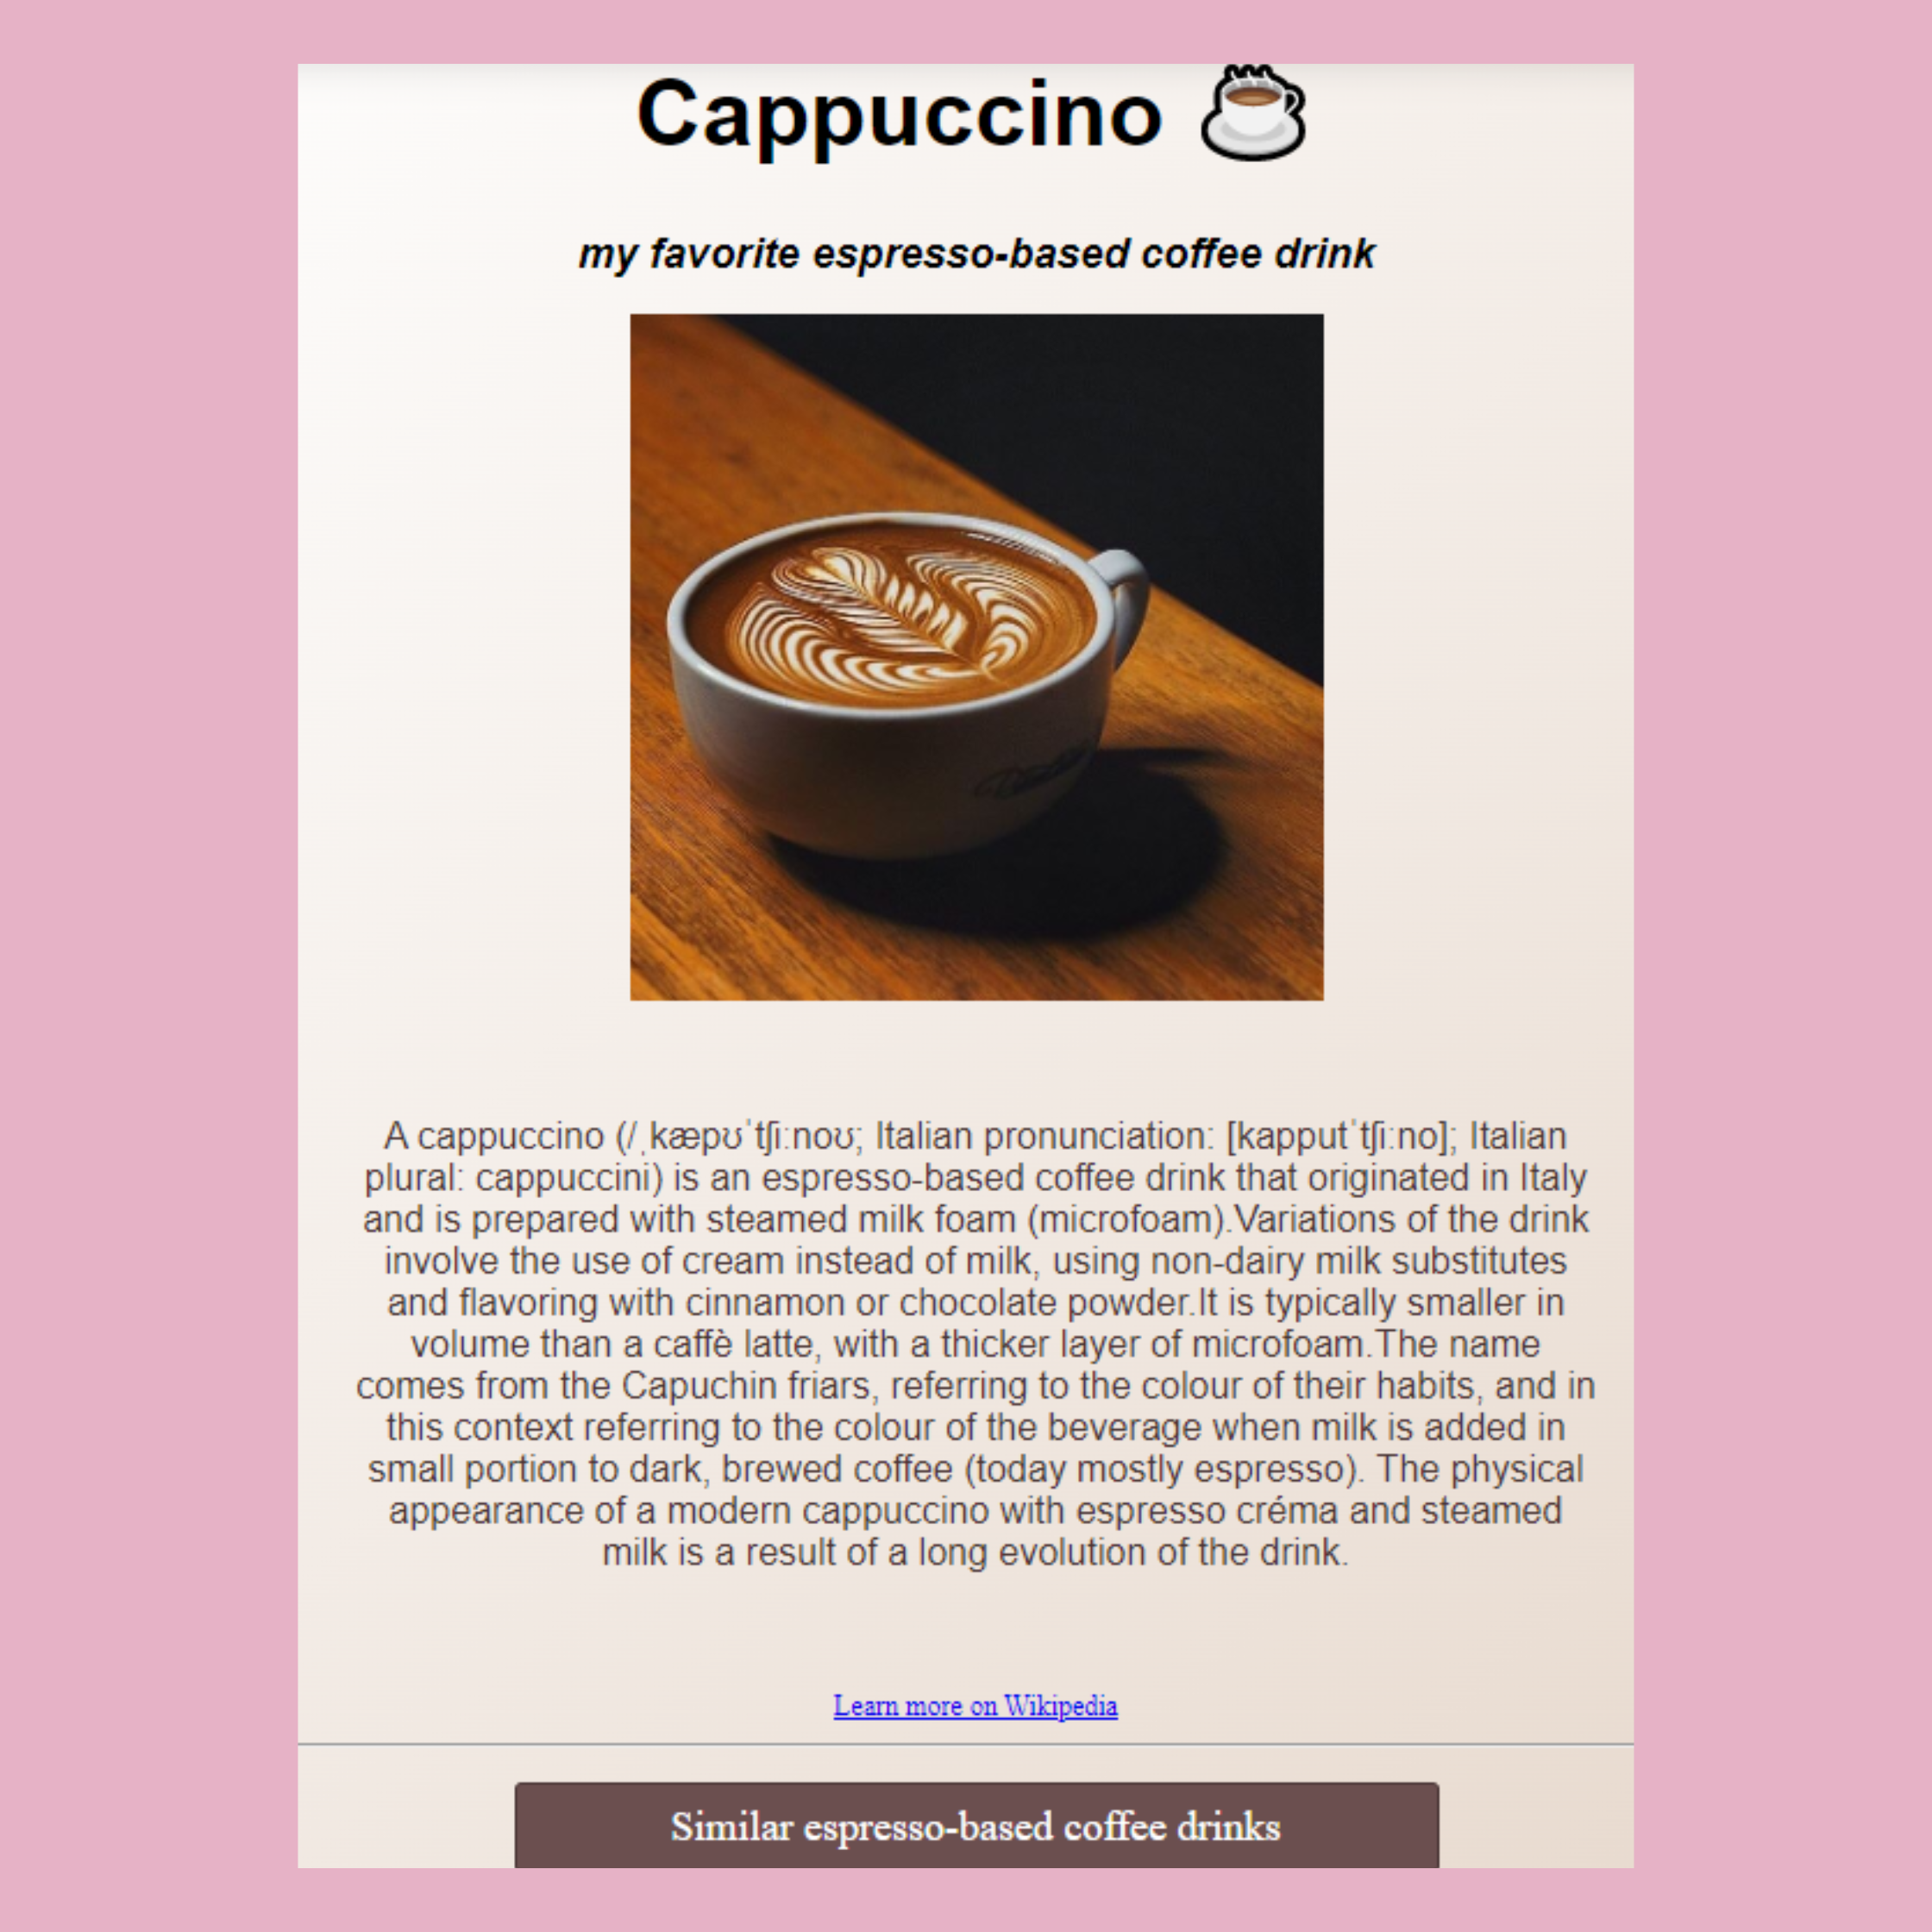 Cappuccino ☕
my favorite espresso-based coffee drink
A cappuccino (/ˌkæpʊˈtʃiːnoʊ; Italian pronunciation: [kapputˈtʃiːno]; Italian
plural: cappuccini) is an espresso-based coffee drink that originated in Italy
and is prepared with steamed milk foam (microfoam).Variations of the drink
involve the use of cream instead of milk, using non-dairy milk substitutes
and flavoring with cinnamon or chocolate powder.It is typically smaller in
volume than a caffè latte, with a thicker layer of microfoam.The name
comes from the Capuchin friars, referring to the colour of their habits, and in
this context referring to the colour of the beverage when milk is added in
small portion to dark, brewed coffee (today mostly espresso). The physical
appearance of a modern cappuccino with espresso créma and steamed
milk is a result of a long evolution of the drink.
Learn more on Wikipedia
Similar espresso-based coffee drinks